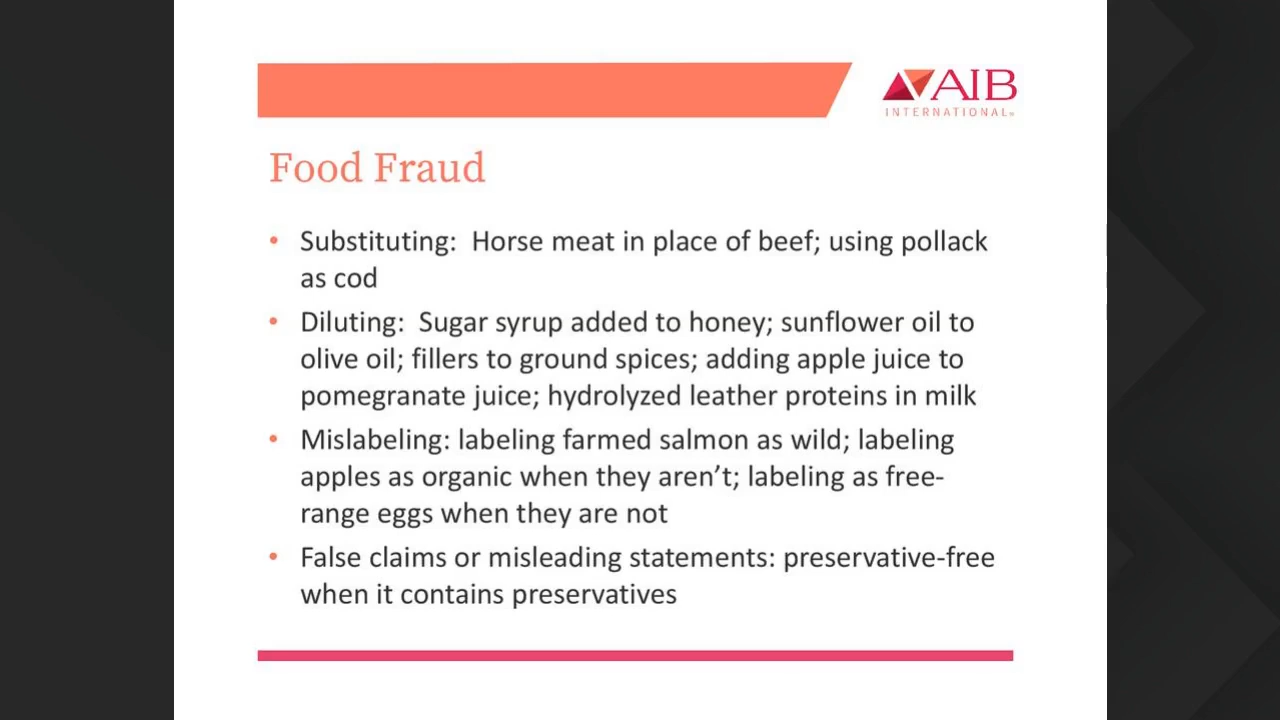 AIB
INTERNATIONAL®
Food Fraud
• Substituting:  Horse meat in place of beef; using pollack
as cod
• Diluting:  Sugar syrup added to honey; sunflower oil to
olive oil; fillers to ground spices; adding apple juice to
pomegranate juice; hydrolyzed leather proteins in milk
• Mislabeling: labeling farmed salmon as wild; labeling
apples as organic when they aren’t; labeling as free-
range eggs when they are not
• False claims or misleading statements: preservative-free
when it contains preservatives